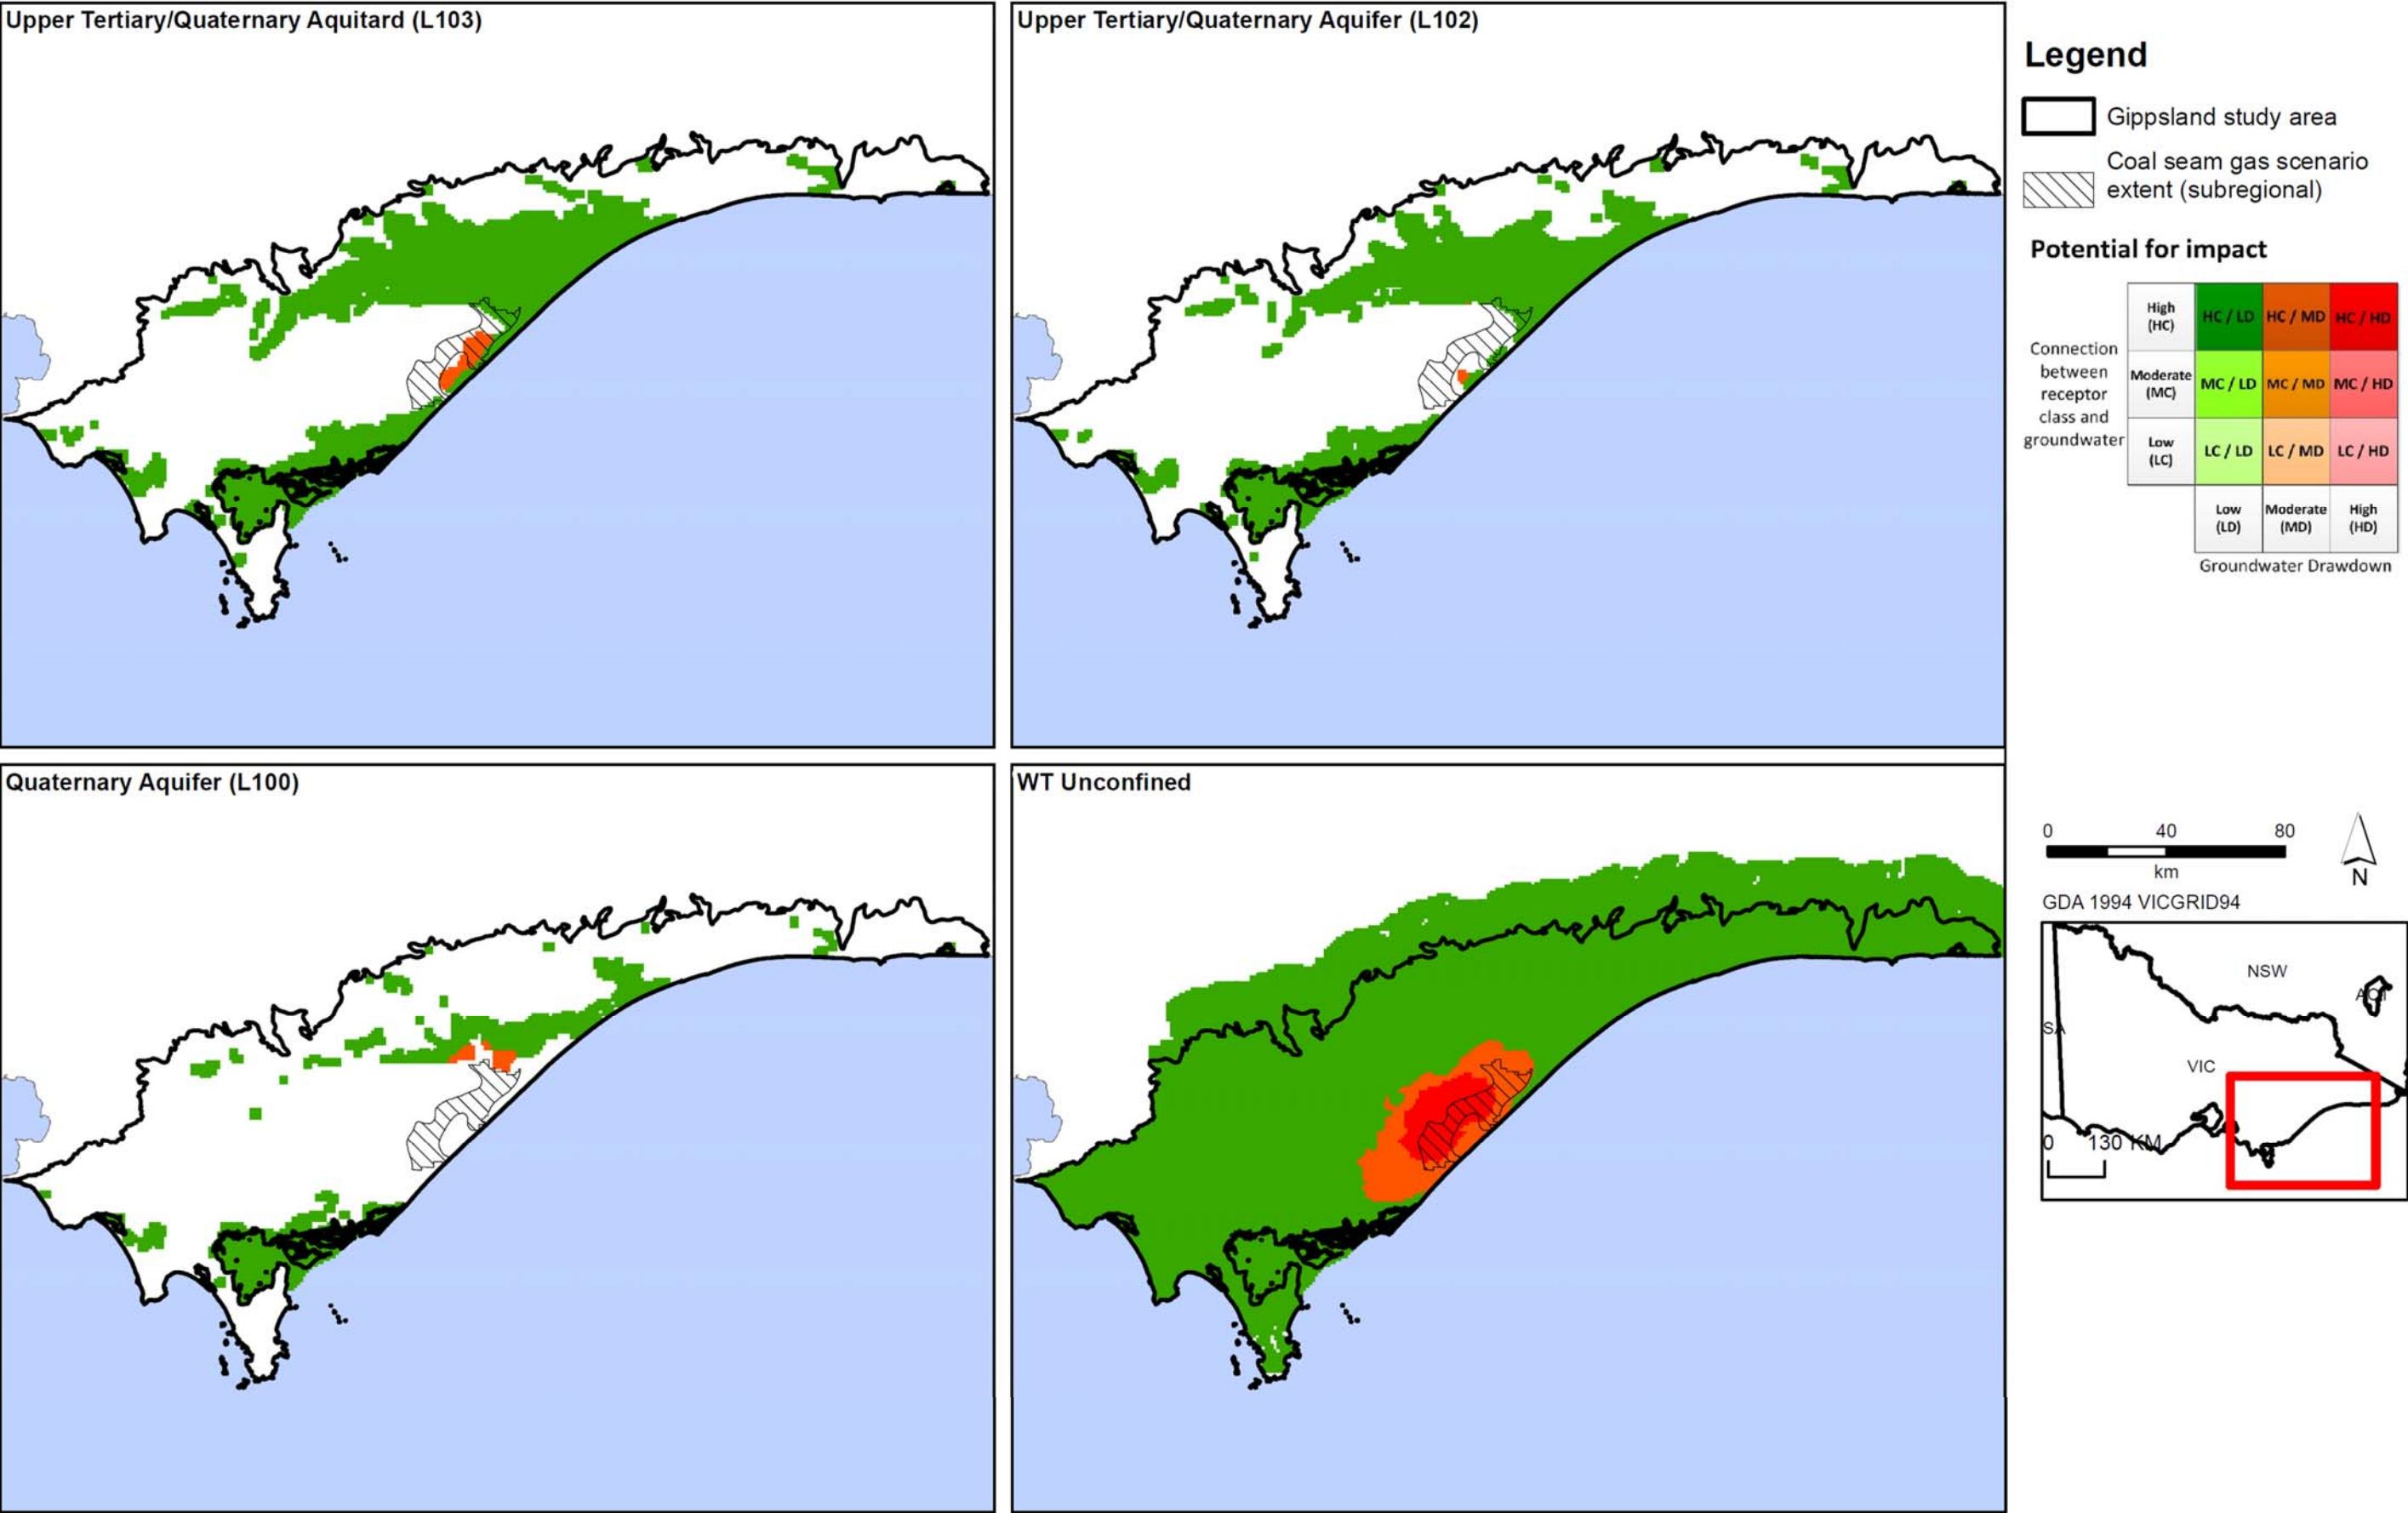 Upper Tertiary/Quaternary Aquitard (L103)
Upper Tertiary/Quaternary Aquifer (L102)
Quaternary Aquifer (L100)
WT Unconfined
Legend
Gippsland study area
Coal seam gas scenario
extent (subregional)
Potential for impact
Connection
between
receptor
class and
groundwater
High
(HC)
HC / LD
HC / MD
HC / HD
Moderate
(MC)
MC / LD
MC / MD
MC / HD
Low
(LC)
LC / LD
LC / MD
LC / HD
Low
(LD)
Moderate
(MD)
High
(HD)
Groundwater Drawdown
0 40 80
km
N
GDA 1994 VICGRID94
NSW
ACT
SA
VIC
0 130 KM